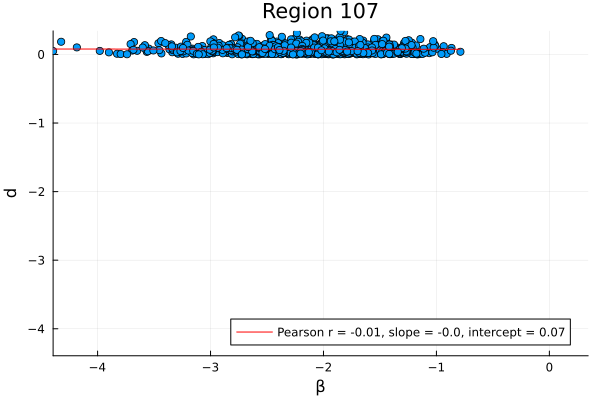 Region 107
d
0
−1
−2
−3
−4
Pearson r = -0.01, slope = -0.0, intercept = 0.07
−4 −3 −2 −1 0
β